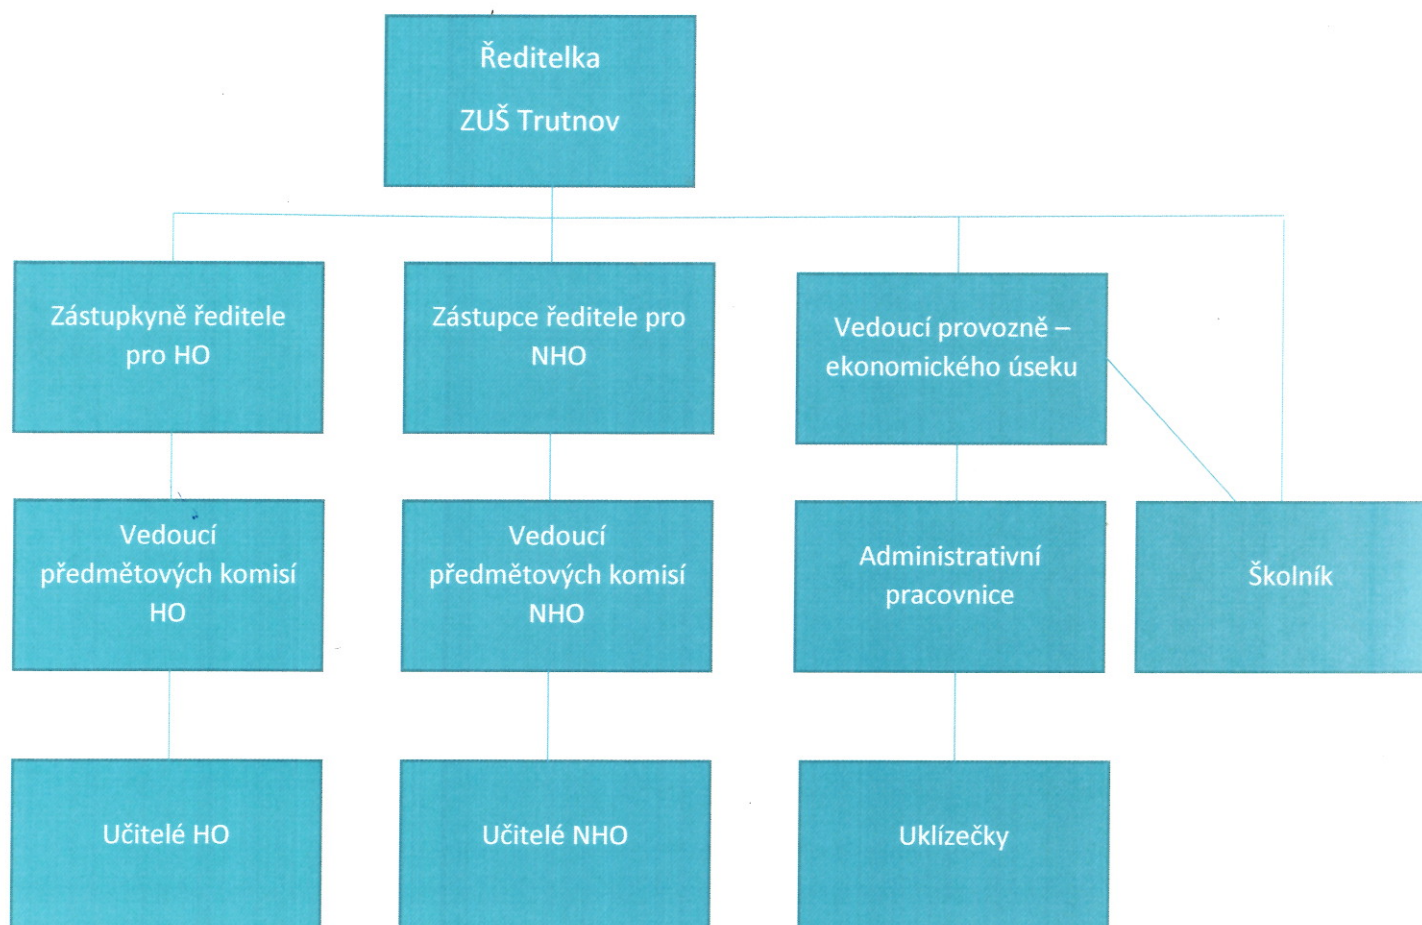 Ředitelka
ZUŠ Trutnov
Zástupkyně ředitele
pro HO
Zástupce ředitele pro
NHO
Vedoucí provozně –
ekonomického úseku
Vedoucí
předmětových komisí
HO
Vedoucí
předmětových komisí
NHO
Administrativní
pracovnice
Školník
Učitelé HO
Učitelé NHO
Uklízečky